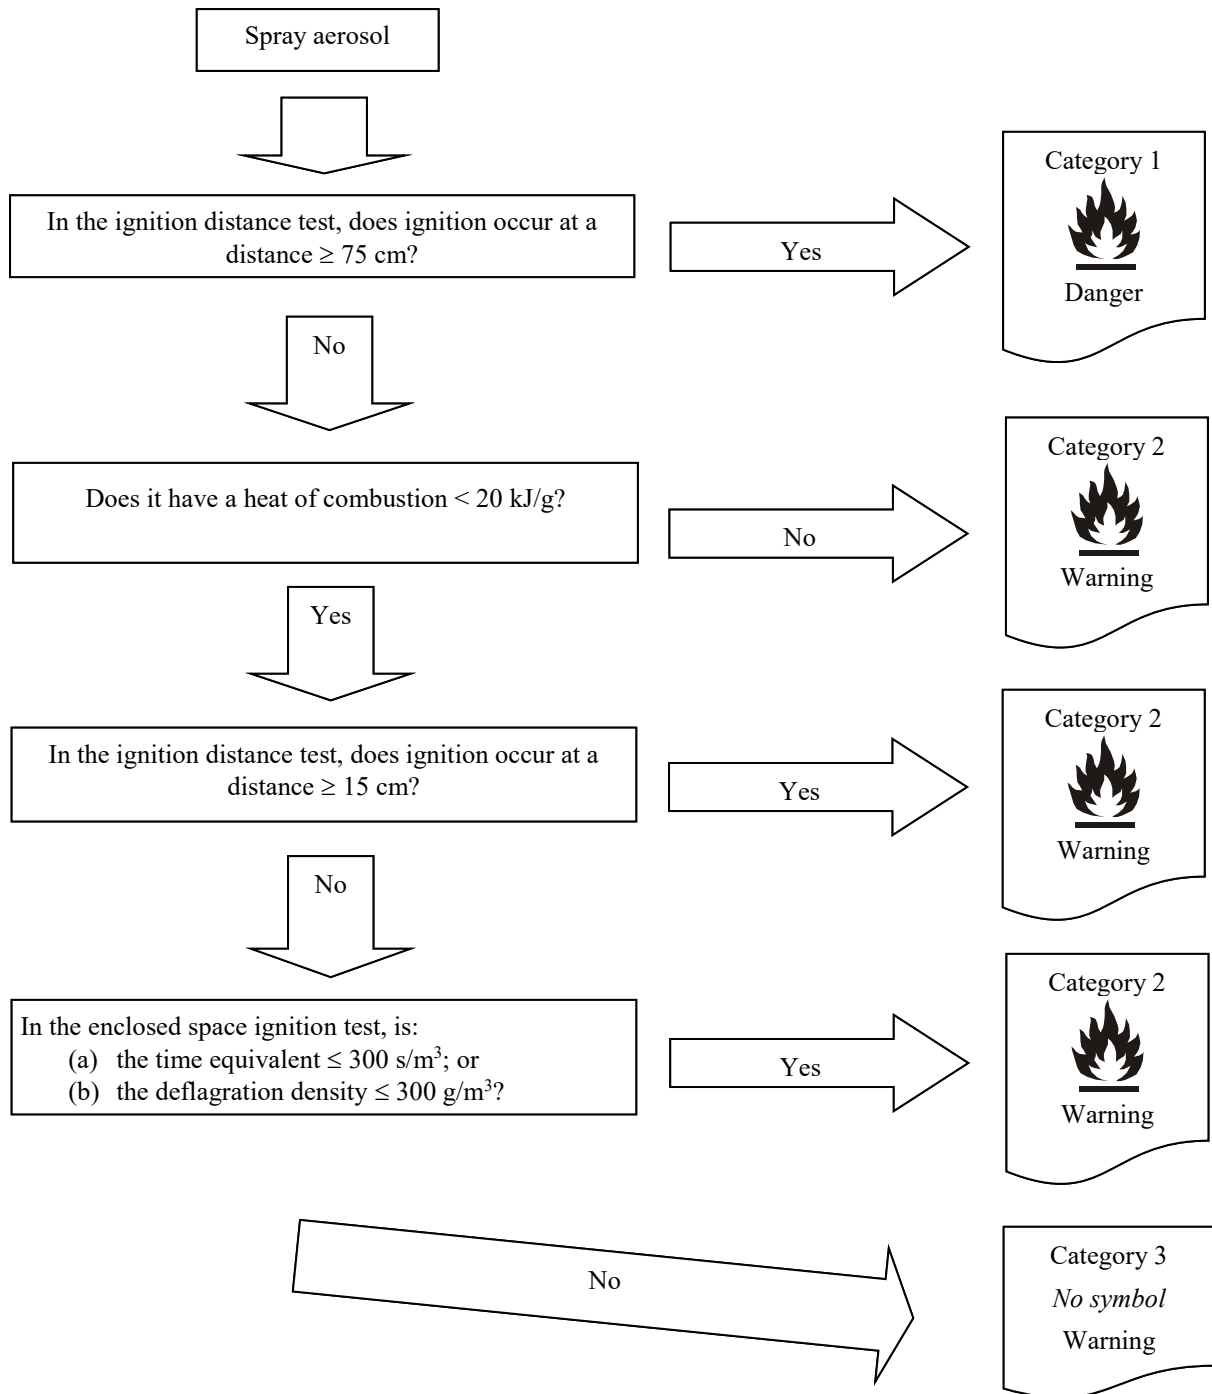 Spray aerosol
In the ignition distance test, does ignition occur at a
distance ≥ 75 cm?
Yes
Category 1
Danger
No
Does it have a heat of combustion < 20 kJ/g?
No
Category 2
Warning
Yes
In the ignition distance test, does ignition occur at a
distance ≥ 15 cm?
Yes
Category 2
Warning
No
In the enclosed space ignition test, is:
(a) the time equivalent ≤ 300 s/m³; or
(b) the deflagration density ≤ 300 g/m³?
Yes
Category 2
Warning
No
Category 3
No symbol
Warning